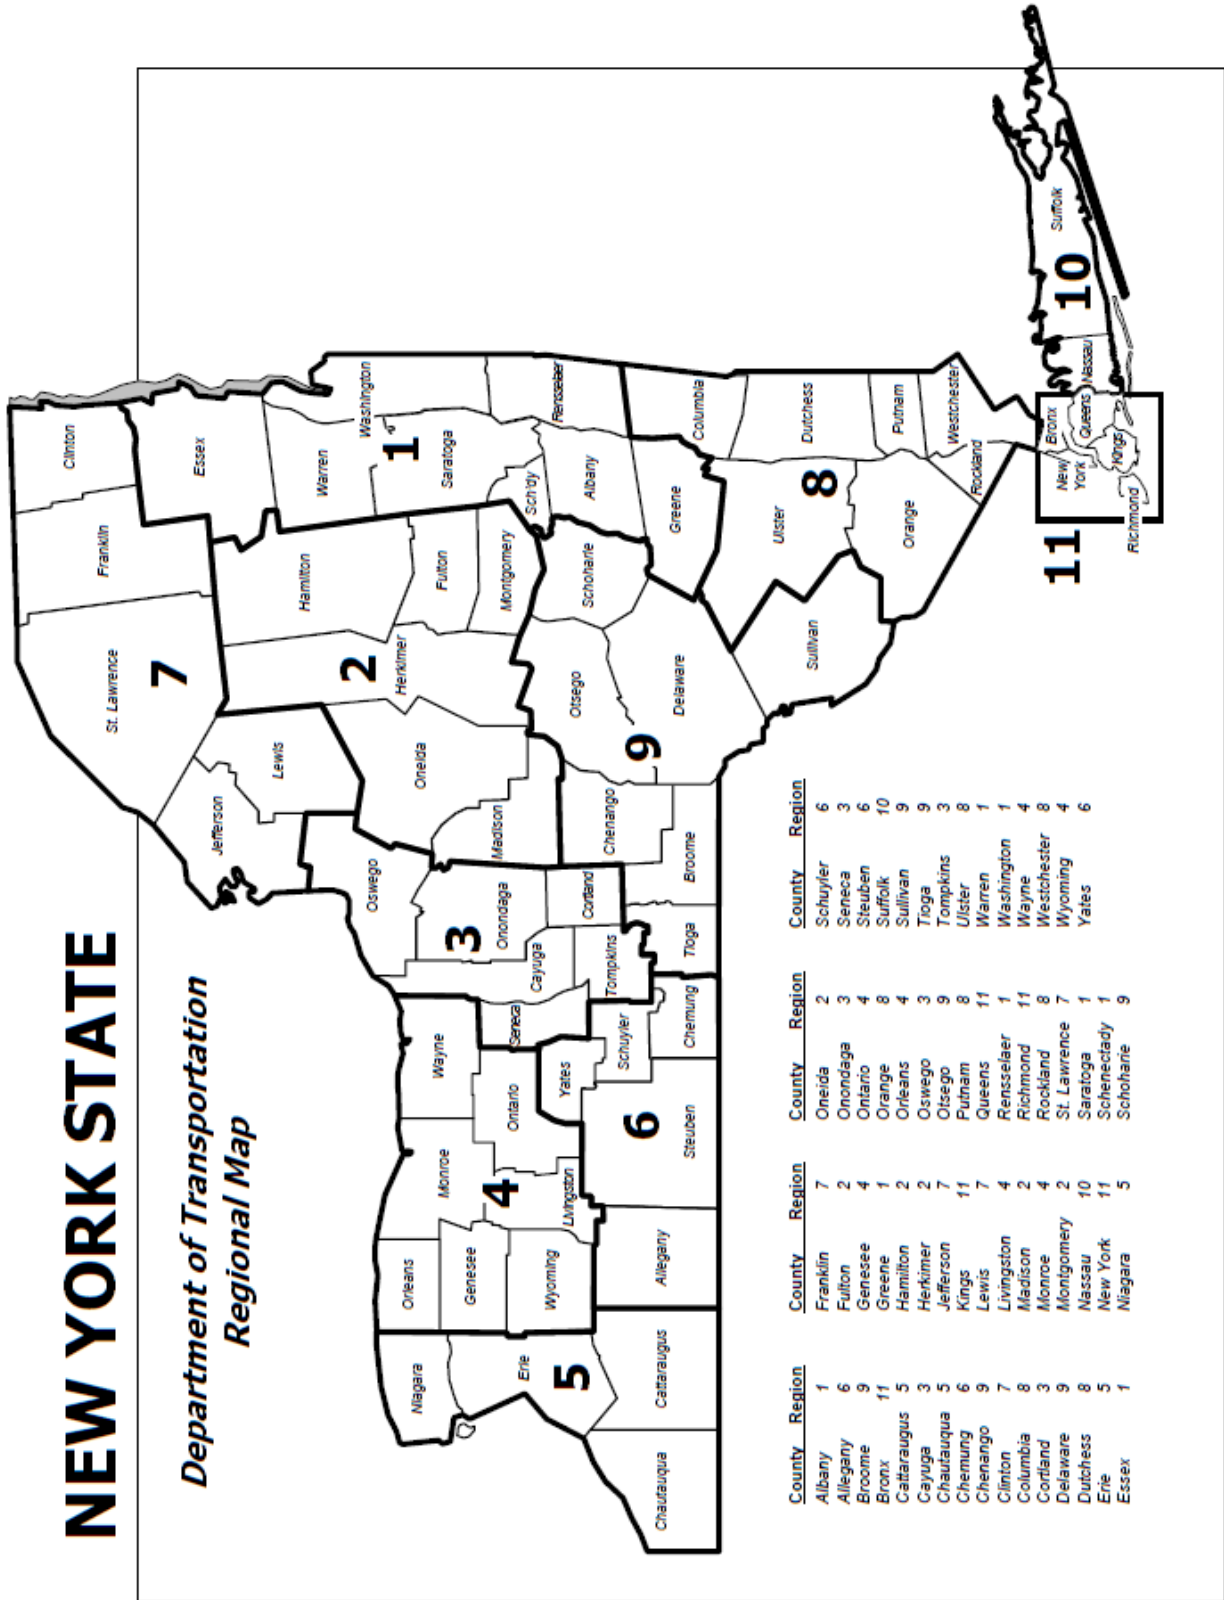 NEW YORK STATE
Department of Transportation
Regional Map
Clinton
Franklin
St. Lawrence
7
Essex
Jefferson
Lewis
Hamilton
Warren
Washington
1
2
Herkimer
Oswego
Oneida
Fulton
Saratoga
Niagara
Orleans
Monroe
Wayne
3
Onondaga
Madison
Montgomery
Sch'dy
Rensselaer
Genesee
4
Ontario
Seneca
Cayuga
Erie
5
Wyoming
Livingston
Yates
Cortland
Chenango
Otsego
Schoharie
Albany
6
Schuyler
Tompkins
9
Delaware
Greene
Columbia
Chautauqua
Cattaraugus
Allegany
Steuben
Chemung
Tioga
Broome
Ulster
8
Dutchess
Sullivan
Orange
Putnam
Rockland
Westchester
11
New
York
Bronx
Queens
Kings
Richmond
Nassau
10
Suffolk
County Region
Albany 1
Allegany 6
Broome 9
Bronx 11
Cattaraugus 5
Cayuga 3
Chautauqua 5
Chemung 6
Chenango 9
Clinton 7
Columbia 8
Cortland 3
Delaware 9
Dutchess 8
Erie 5
Essex 1
County Region
Franklin 7
Fulton 2
Genesee 4
Greene 1
Hamilton 2
Herkimer 2
Jefferson 7
Kings 11
Lewis 7
Livingston 4
Madison 2
Monroe 4
Montgomery 2
Nassau 10
New York 11
Niagara 5
County Region
Oneida 2
Onondaga 3
Ontario 4
Orange 8
Orleans 4
Oswego 3
Otsego 9
Putnam 8
Queens 11
Rensselaer 1
Richmond 11
Rockland 8
St. Lawrence 7
Saratoga 1
Schenectady 1
Schoharie 9
County Region
Schuyler 6
Seneca 3
Steuben 6
Suffolk 10
Sullivan 9
Tioga 9
Tompkins 3
Ulster 8
Warren 1
Washington 1
Wayne 4
Westchester 8
Wyoming 4
Yates 6